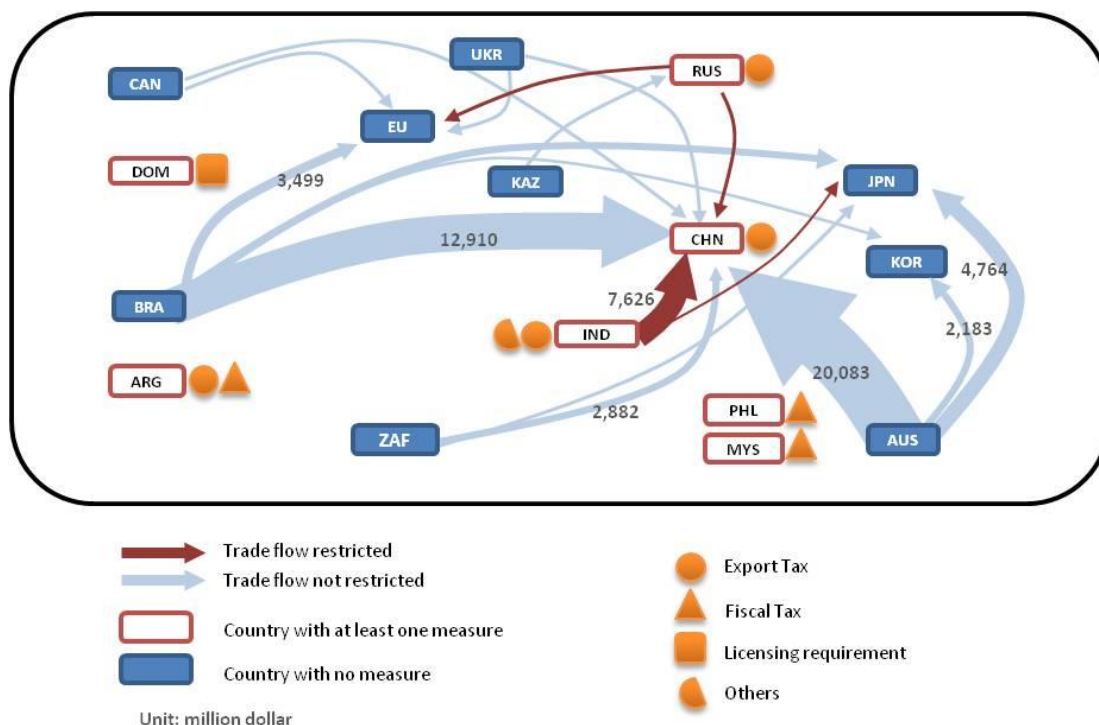 UKR
RUS
CAN
EU
DOM
3,499
KAZ
JPN
12,910
CHN
KOR
4,764
BRA
7,626
IND
2,183
ARG
20,083
2,882
PHL
ZAF
AUS
MYS
Trade flow restricted
Trade flow not restricted
Country with at least one measure
Country with no measure
Unit: million dollar
Export Tax
Fiscal Tax
Licensing requirement
Others